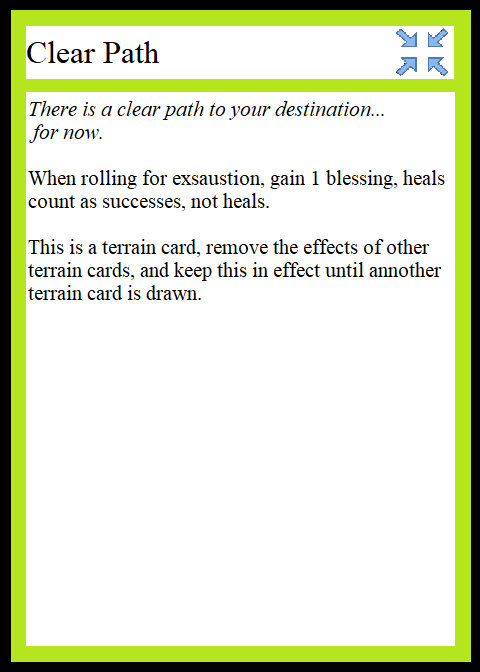 Clear Path
There is a clear path to your destination...
for now.
When rolling for exsaustion, gain 1 blessing, heals
count as successes, not heals.
This is a terrain card, remove the effects of other
terrain cards, and keep this in effect until annother
terrain card is drawn.